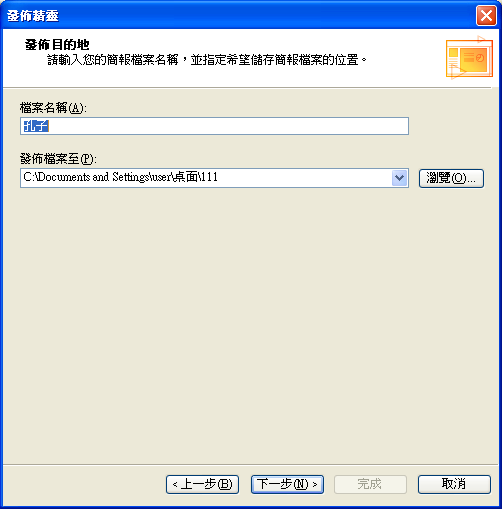 發佈精靈
發佈目的地
請輸入您的簡報檔案名稱，並指定希望儲存簡報檔案的位置。
檔案名稱(A):
孔子
發佈檔案至(P):
C:\Documents and Settings\user\桌面\111
瀏覽(O)...
< 上一步(B) 下一步(N) > 完成 取消